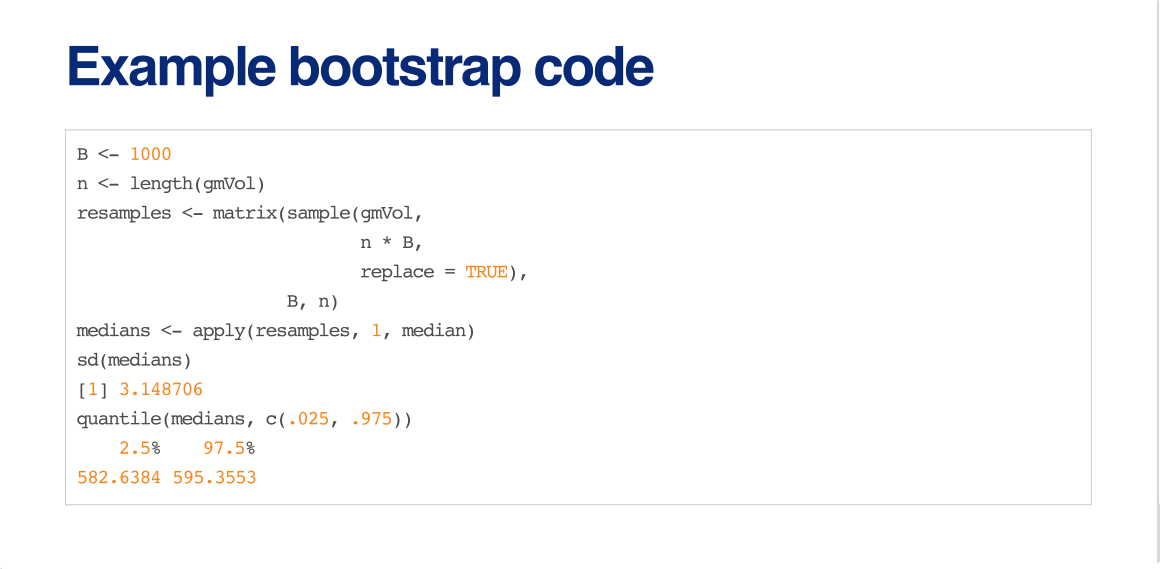 Example bootstrap code
B <- 1000
n <- length(gmVol)
resamples <- matrix(sample(gmVol,
                           n * B,
                           replace = TRUE),
                    B, n)
medians <- apply(resamples, 1, median)
sd(medians)
[1] 3.148706
quantile(medians, c(.025, .975))
    2.5%    97.5%
582.6384 595.3553